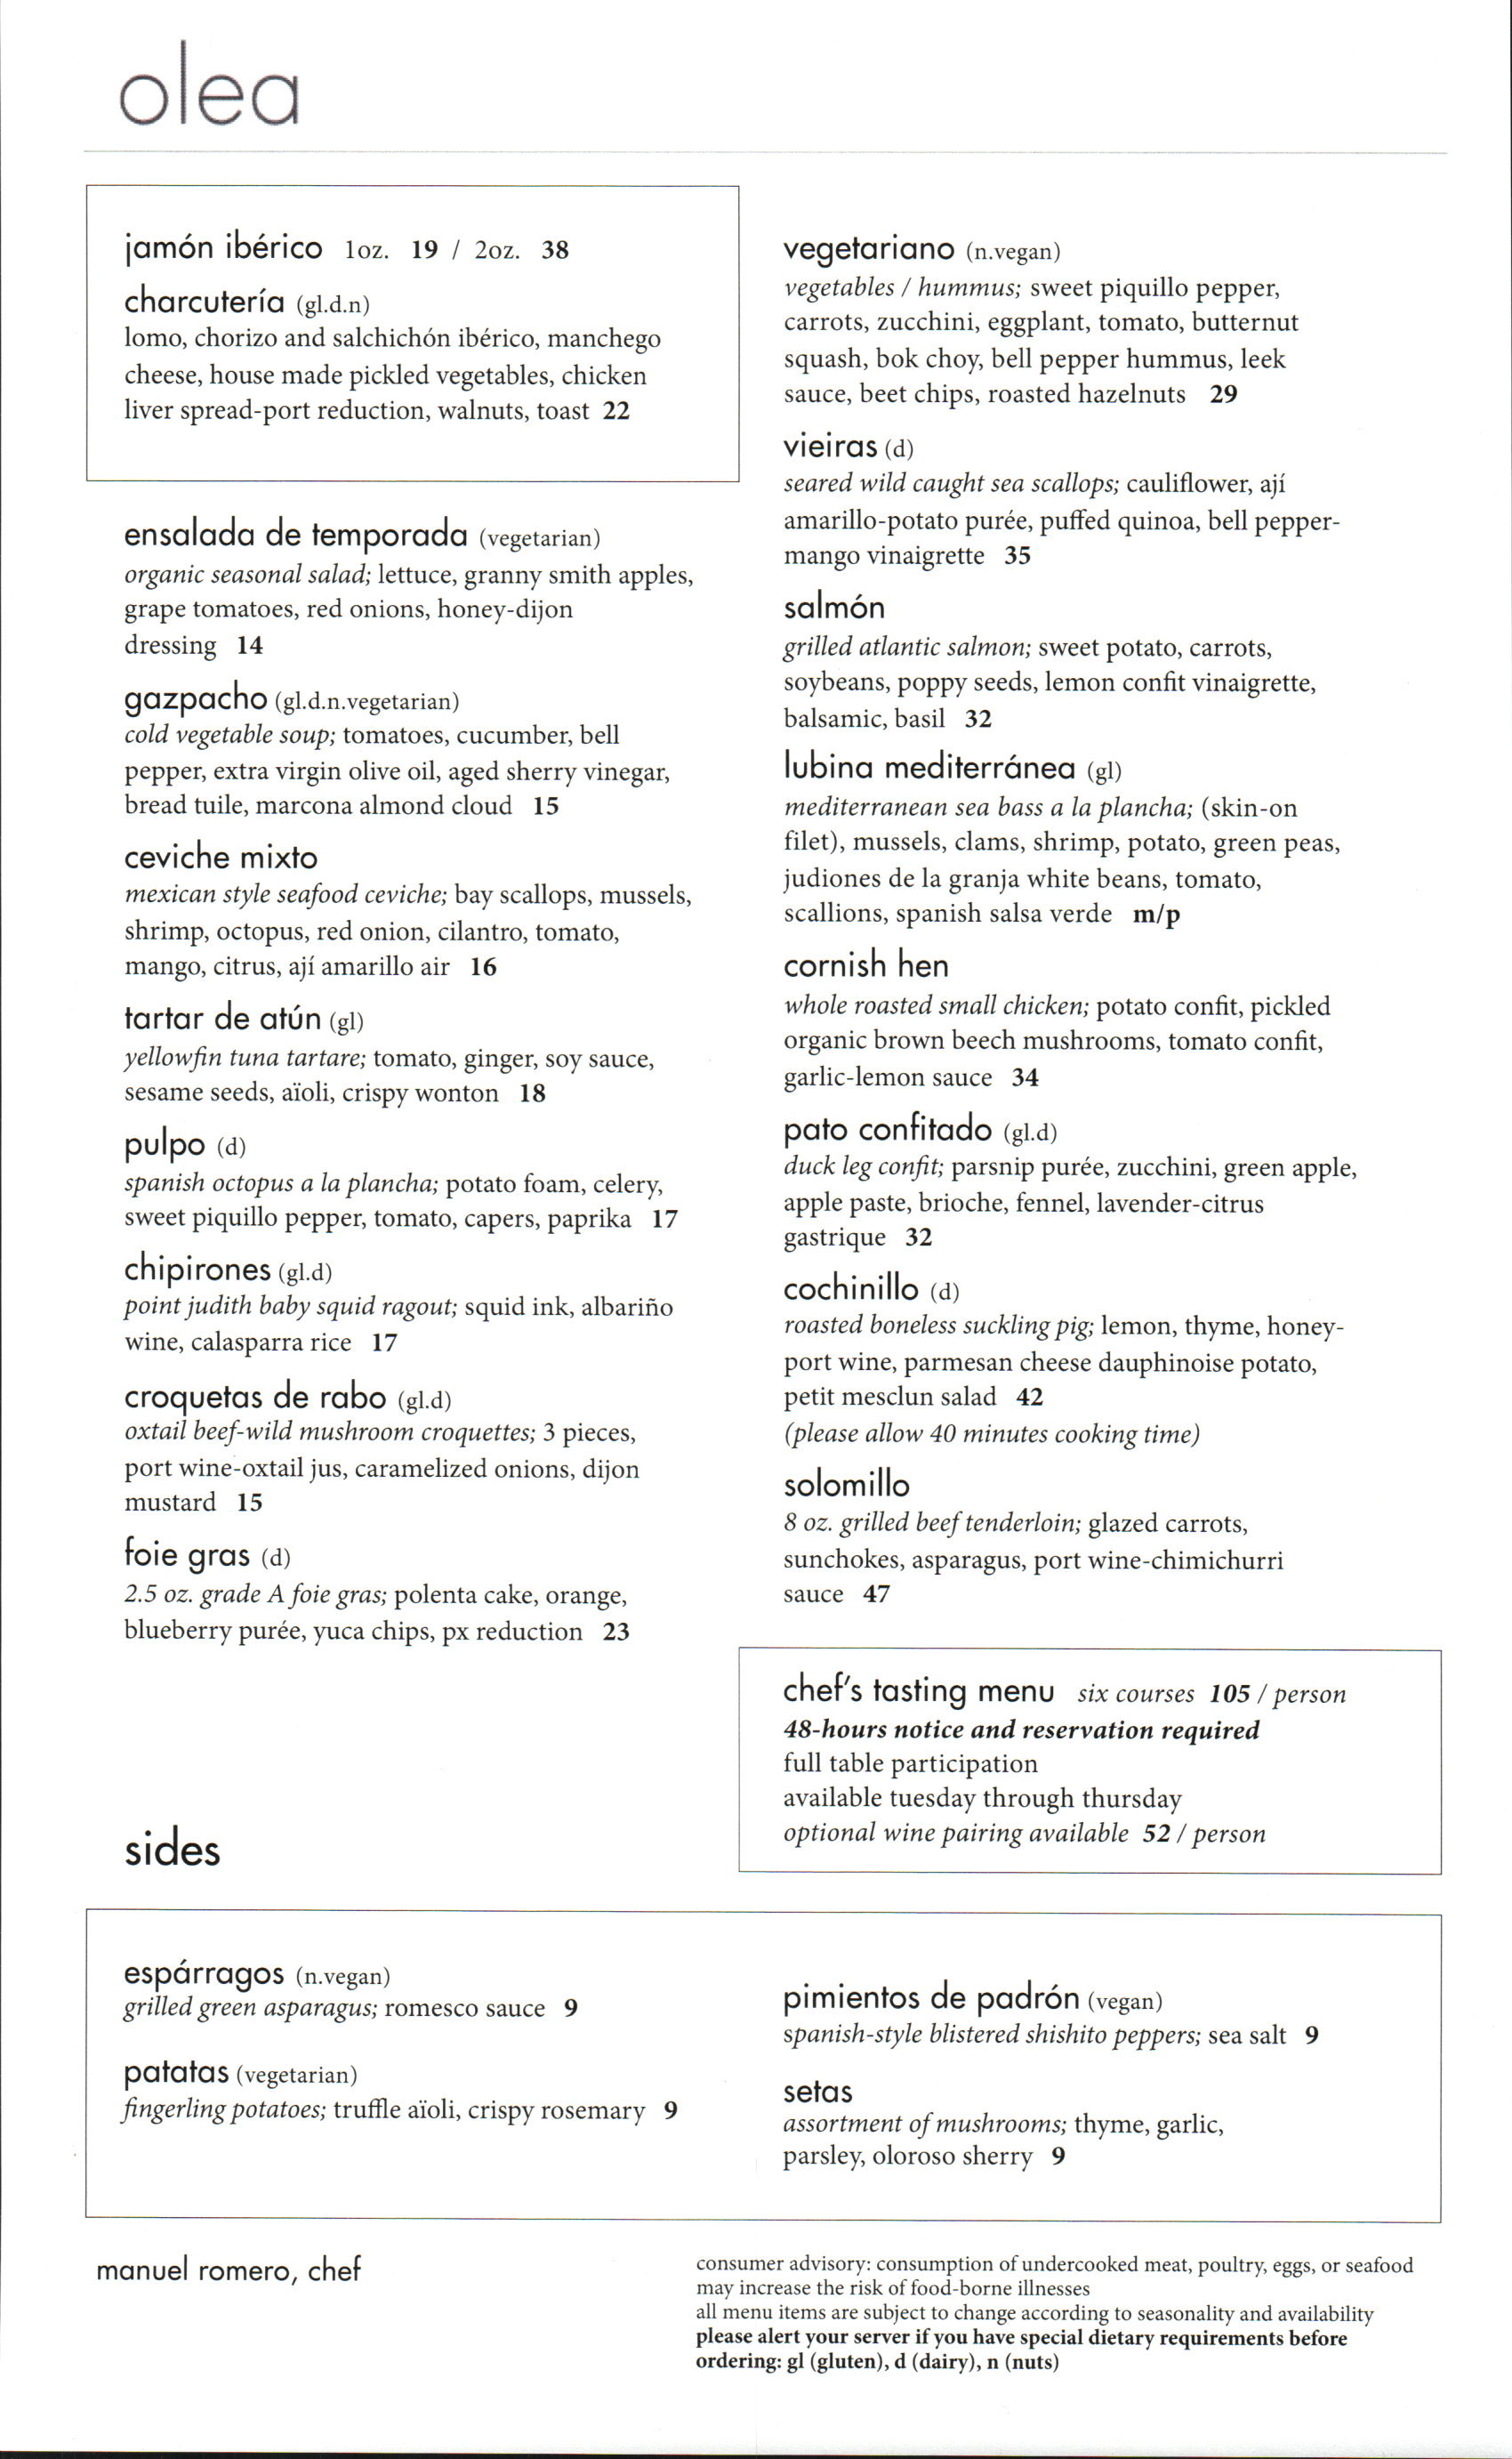 olea
jamón ibérico 1oz. 19 / 2oz. 38
charcutería (gl.d.n)
lomo, chorizo and salchichón ibérico, manchego
cheese, house made pickled vegetables, chicken
liver spread-port reduction, walnuts, toast 22
ensalada de temporada (vegetarian)
organic seasonal salad; lettuce, granny smith apples,
grape tomatoes, red onions, honey-dijon
dressing 14
gazpacho (gl.d.n.vegetarian)
cold vegetable soup; tomatoes, cucumber, bell
pepper, extra virgin olive oil, aged sherry vinegar,
bread tuile, marcona almond cloud 15
ceviche mixto
mexican style seafood ceviche; bay scallops, mussels,
shrimp, octopus, red onion, cilantro, tomato,
mango, citrus, ají amarillo air 16
tartar de atún (gl)
yellowfin tuna tartare; tomato, ginger, soy sauce,
sesame seeds, aïoli, crispy wonton 18
pulpo (d)
spanish octopus a la plancha; potato foam, celery,
sweet piquillo pepper, tomato, capers, paprika 17
chipirones (gl.d)
point judith baby squid ragout; squid ink, albariño
wine, calasparra rice 17
croquetas de rabo (gl.d)
oxtail beef-wild mushroom croquettes; 3 pieces,
port wine-oxtail jus, caramelized onions, dijon
mustard 15
foie gras (d)
2.5 oz. grade A foie gras; polenta cake, orange,
blueberry purée, yuca chips, px reduction 23
vegetariano (n.vegan)
vegetables / hummus; sweet piquillo pepper,
carrots, zucchini, eggplant, tomato, butternut
squash, bok choy, bell pepper hummus, leek
sauce, beet chips, roasted hazelnuts 29
vieiras (d)
seared wild caught sea scallops; cauliflower, ají
amarillo-potato purée, puffed quinoa, bell pepper-
mango vinaigrette 35
salmón
grilled atlantic salmon; sweet potato, carrots,
soybeans, poppy seeds, lemon confit vinaigrette,
balsamic, basil 32
lubina mediterránea (gl)
mediterranean sea bass a la plancha; (skin-on
filet), mussels, clams, shrimp, potato, green peas,
judiones de la granja white beans, tomato,
scallions, spanish salsa verde m/p
cornish hen
whole roasted small chicken; potato confit, pickled
organic brown beech mushrooms, tomato confit,
garlic-lemon sauce 34
pato confitado (gl.d)
duck leg confit; parsnip purée, zucchini, green apple,
apple paste, brioche, fennel, lavender-citrus
gastrique 32
cochinillo (d)
roasted boneless suckling pig; lemon, thyme, honey-
port wine, parmesan cheese dauphinoise potato,
petit mesclun salad 42
(please allow 40 minutes cooking time)
solomillo
8 oz. grilled beef tenderloin; glazed carrots,
sunchokes, asparagus, port wine-chimichurri
sauce 47
chef's tasting menu six courses 105 / person
48-hours notice and reservation required
full table participation
available tuesday through thursday
optional wine pairing available 52 / person
sides
espárragos (n.vegan)
grilled green asparagus; romesco sauce 9
patatas (vegetarian)
fingerling potatoes; truffle aïoli, crispy rosemary 9
pimientos de padrón (vegan)
spanish-style blistered shishito peppers; sea salt 9
setas
assortment of mushrooms; thyme, garlic,
parsley, oloroso sherry 9
manuel romero, chef
consumer advisory: consumption of undercooked meat, poultry, eggs, or seafood
may increase the risk of food-borne illnesses
all menu items are subject to change according to seasonality and availability
please alert your server if you have special dietary requirements before
ordering: gl (gluten), d (dairy), n (nuts)